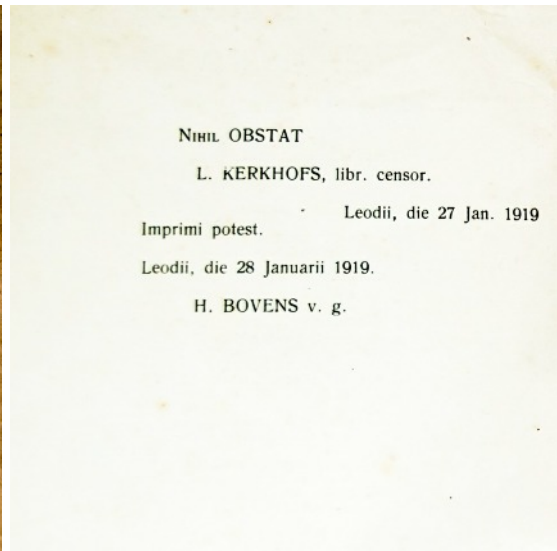 NIHIL OBSTAT
L. KERKHOFS, libr. censor.
Leodii, die 27 Jan. 1919
Imprimi potest.
Leodii, die 28 Januarii 1919.
H. BOVENS v. g.